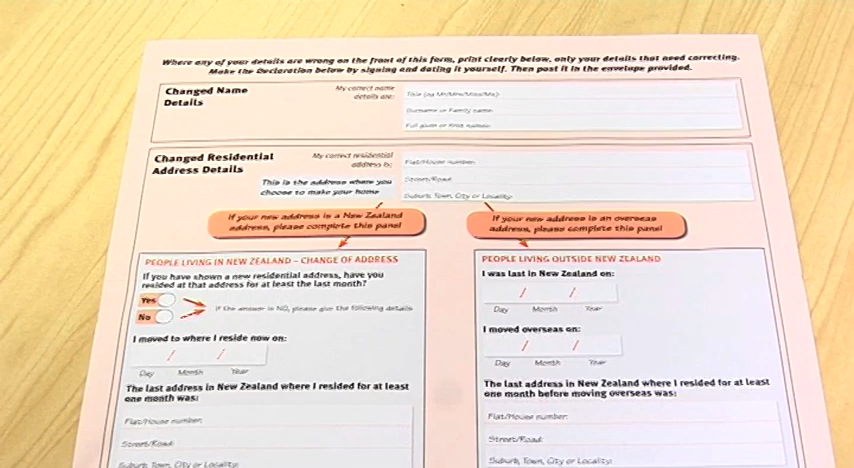 Where any of your details are wrong on the front of this form, print clearly below, only your details that need correcting.
Make the Declaration below by signing and dating it yourself. Then post it in the envelope provided.
Changed Name
Details
My correct name
details are:
Title (eg Mr/Mrs/Miss/Ms):
Surname or Family name:
Full given or first names:
Changed Residential
Address Details
My correct residential
address is:
This is the address where you
choose to make your home
Flat/House number:
Street/Road:
Suburb, Town, City or Locality:
If your new address is a New Zealand
address, please complete this panel
If your new address is an overseas
address, please complete this panel
PEOPLE LIVING IN NEW ZEALAND – CHANGE OF ADDRESS
If you have shown a new residential address, have you
resided at that address for at least the last month?
Yes
No
If the answer is NO, please give the following details
I moved to where I reside now on:
/ /
Day Month Year
The last address in New Zealand where I resided for at least
one month was:
Flat/House number:
Street/Road:
Suburb, Town, City or Locality:
PEOPLE LIVING OUTSIDE NEW ZEALAND
I was last in New Zealand on:
/ /
Day Month Year
I moved overseas on:
/ /
Day Month Year
The last address in New Zealand where I resided for at least
one month before moving overseas was:
Flat/House number:
Street/Road:
Suburb, Town, City or Locality: